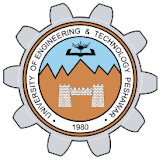 UNIVERSITY OF ENGINEERING & TECHNOLOGY PESHAWAR
1980